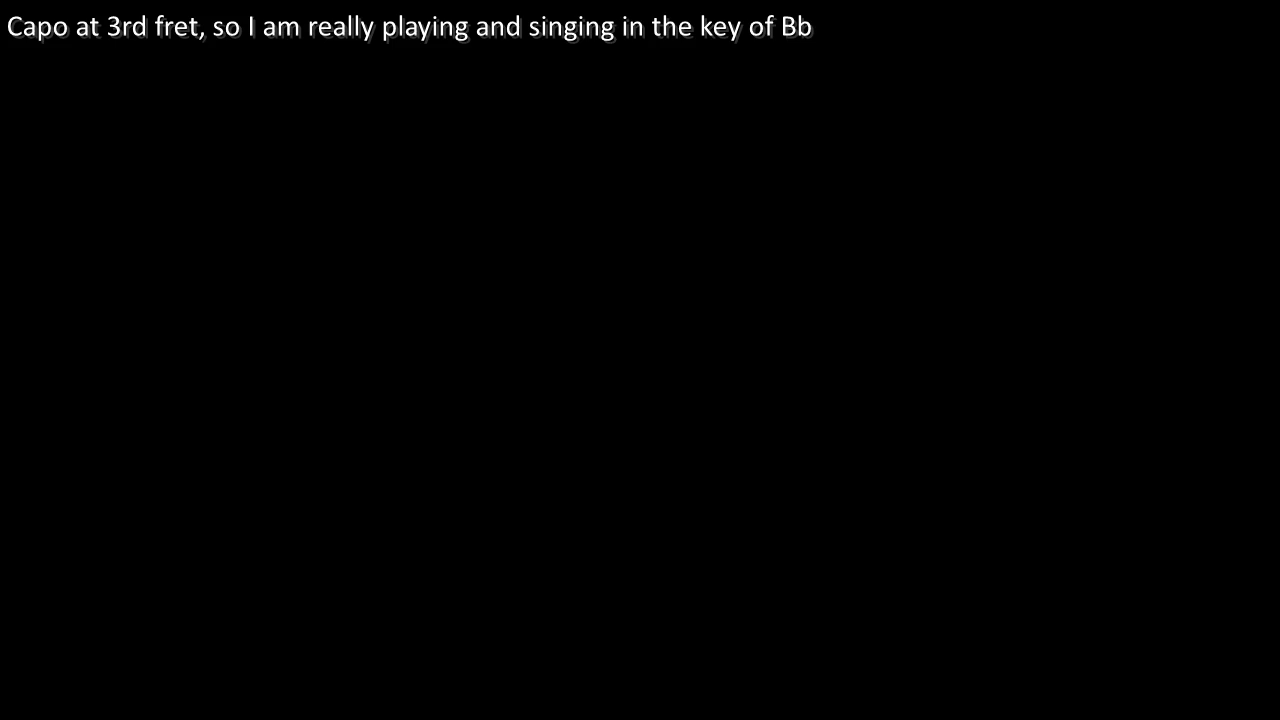 Capo at 3rd fret, so I am really playing and singing in the key of Bb